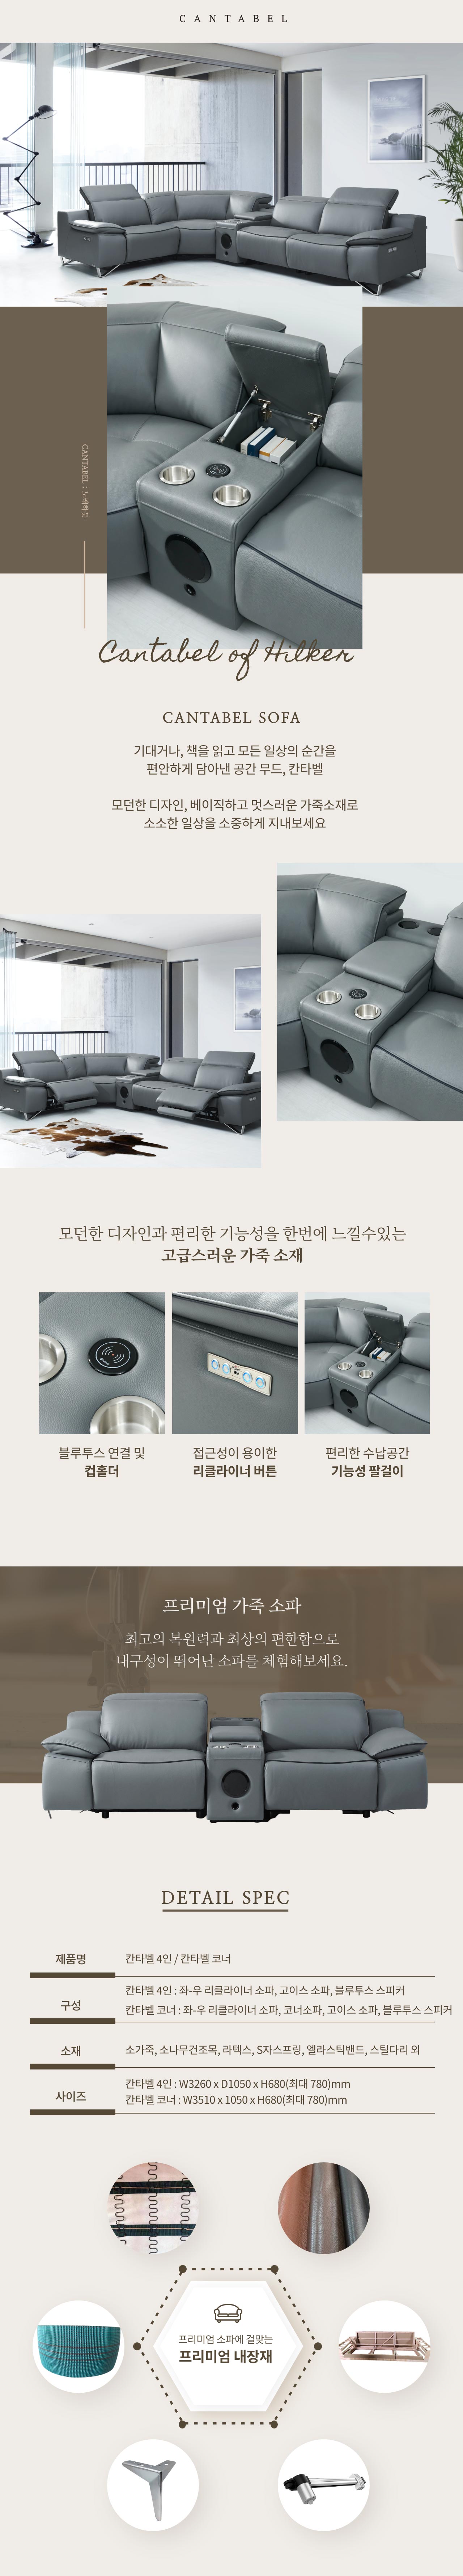 CANTABEL
CANTABEL : 노래하듯
Cantabel of Hilker
CANTABEL SOFA
기대거나, 책을 읽고 모든 일상의 순간을
편안하게 담아낸 공간 무드, 칸타벨
모던한 디자인, 베이직하고 멋스러운 가죽소재로
소소한 일상을 소중하게 지내보세요
모던한 디자인과 편리한 기능성을 한번에 느낄수있는
고급스러운 가죽 소재
블루투스 연결 및
컵홀더
접근성이 용이한
리클라이너 버튼
편리한 수납공간
기능성 팔걸이
프리미엄 가죽 소파
최고의 복원력과 최상의 편한함으로
내구성이 뛰어난 소파를 체험해보세요.
DETAIL SPEC
제품명
칸타벨 4인 / 칸타벨 코너
구성
칸타벨 4인 : 좌-우 리클라이너 소파, 고이스 소파, 블루투스 스피커
칸타벨 코너 : 좌-우 리클라이너 소파, 코너소파, 고이스 소파, 블루투스 스피커
소재
소가죽, 소나무건조목, 라텍스, S자스프링, 엘라스틱밴드, 스틸다리 외
사이즈
칸타벨 4인 : W3260 x D1050 x H680(최대 780)mm
칸타벨 코너 : W3510 x 1050 x H680(최대 780)mm
프리미엄 소파에 걸맞는
프리미엄 내장재